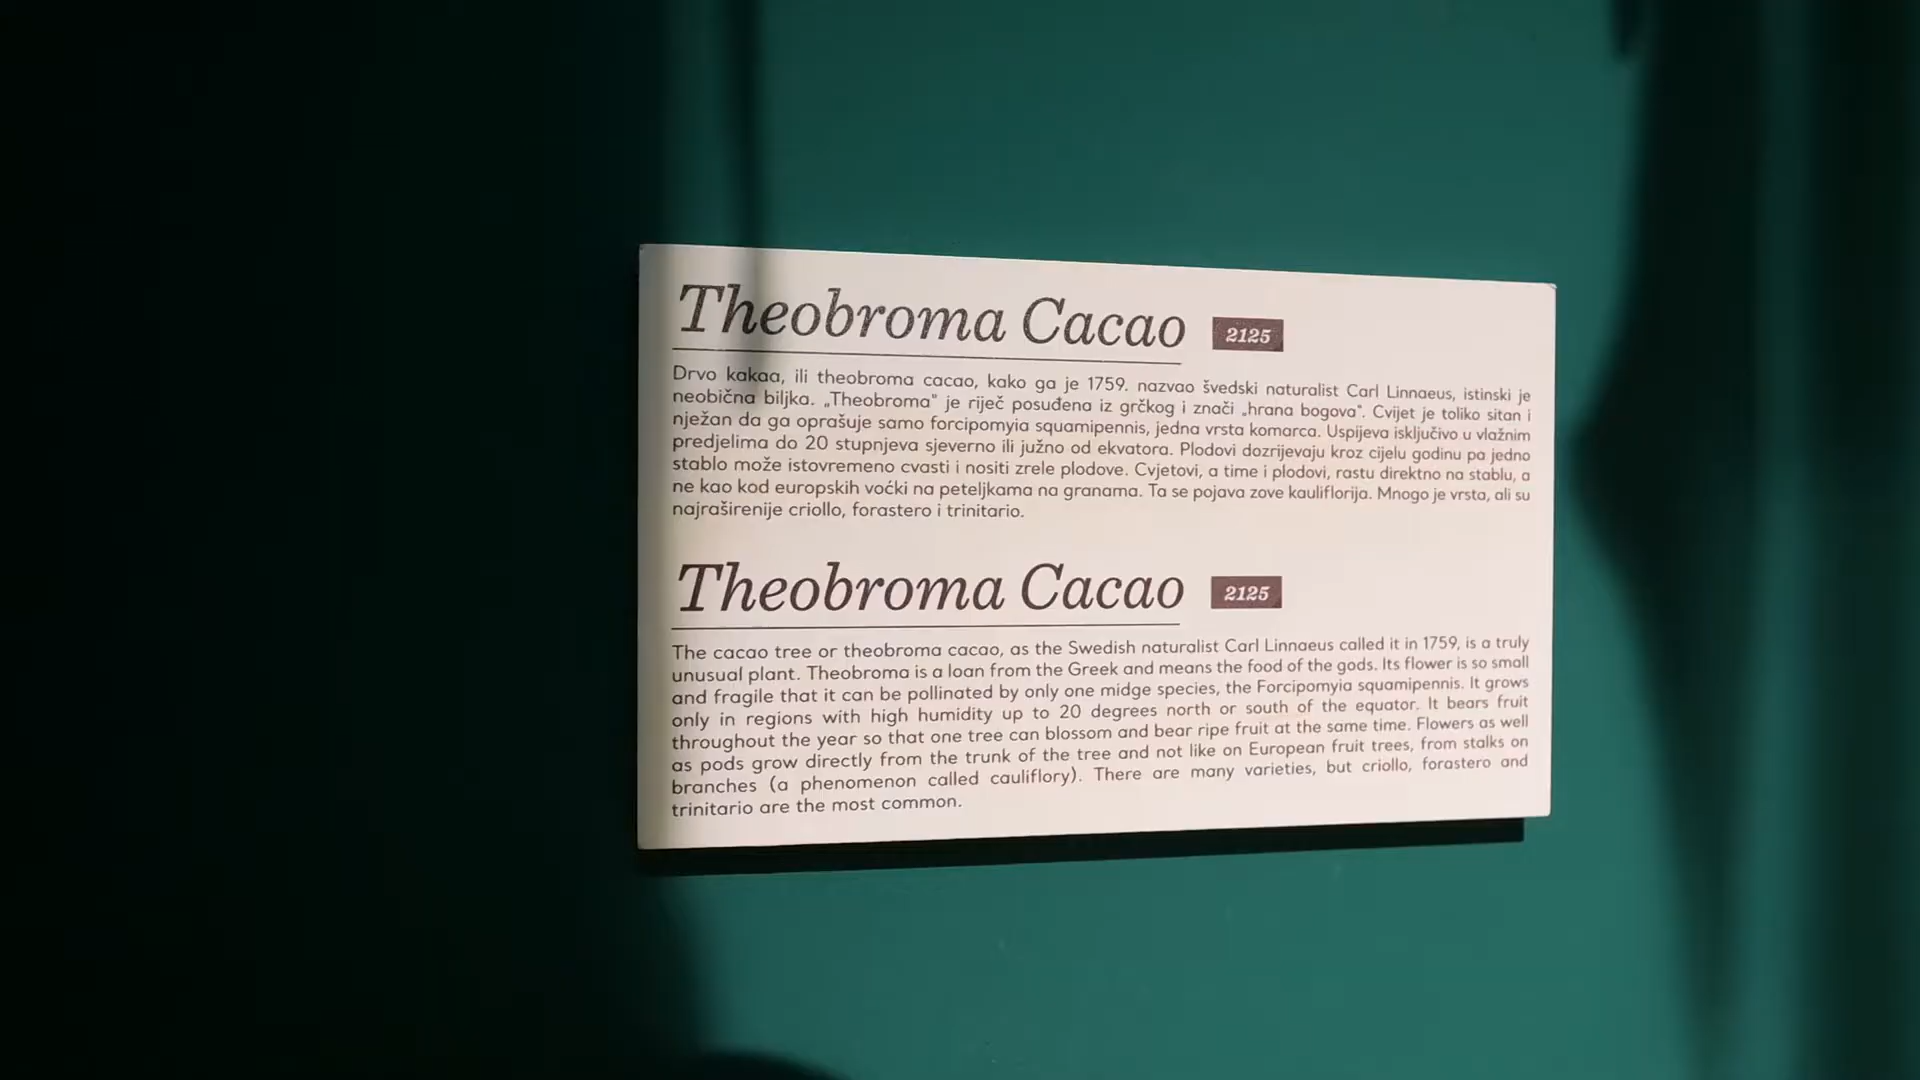 Theobroma Cacao 2125
Drvo kakaa, ili theobroma cacao, kako ga je 1759. nazvao švedski naturalist Carl Linnaeus, istinski je
neobična biljka. „Theobroma" je riječ posuđena iz grčkog i znači „hrana bogova". Cvijet je toliko sitan i
nježan da ga oprašuje samo forcipomyia squamipennis, jedna vrsta komarca. Uspijeva isključivo u vlažnim
predjelima do 20 stupnjeva sjeverno ili južno od ekvatora. Plodovi dozrijevaju kroz cijelu godinu pa jedno
stablo može istovremeno cvasti i nositi zrele plodove. Cvjetovi, a time i plodovi, rastu direktno na stablu, a
ne kao kod europskih voćki na peteljkama na granama. Ta se pojava zove kauliflorija. Mnogo je vrsta, ali su
najraširenije criollo, forastero i trinitario.
Theobroma Cacao 2125
The cacao tree or theobroma cacao, as the Swedish naturalist Carl Linnaeus called it in 1759, is a truly
unusual plant. Theobroma is a loan from the Greek and means the food of the gods. Its flower is so small
and fragile that it can be pollinated by only one midge species, the Forcipomyia squamipennis. It grows
only in regions with high humidity up to 20 degrees north or south of the equator. It bears fruit
throughout the year so that one tree can blossom and bear ripe fruit at the same time. Flowers as well
as pods grow directly from the trunk of the tree and not like on European fruit trees, from stalks on
branches (a phenomenon called cauliflory). There are many varieties, but criollo, forastero and
trinitario are the most common.